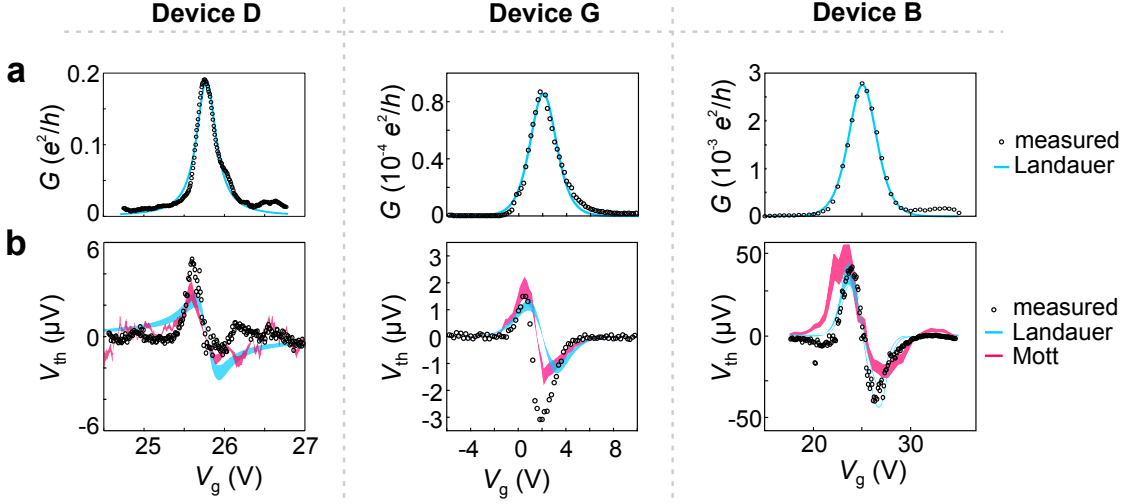 Device D
Device G
Device B
a
G (e²/h)
0.2
0.1
0
G (10⁻⁴ e²/h)
0.8
0.4
0
G (10⁻³ e²/h)
3
2
1
0
measured
Landauer
b
V_th (µV)
6
0
-6
25
26
27
V_g (V)
V_th (µV)
3
2
1
0
-1
-2
-3
-4
0
4
8
V_g (V)
V_th (µV)
50
0
-50
20
30
V_g (V)
measured
Landauer
Mott